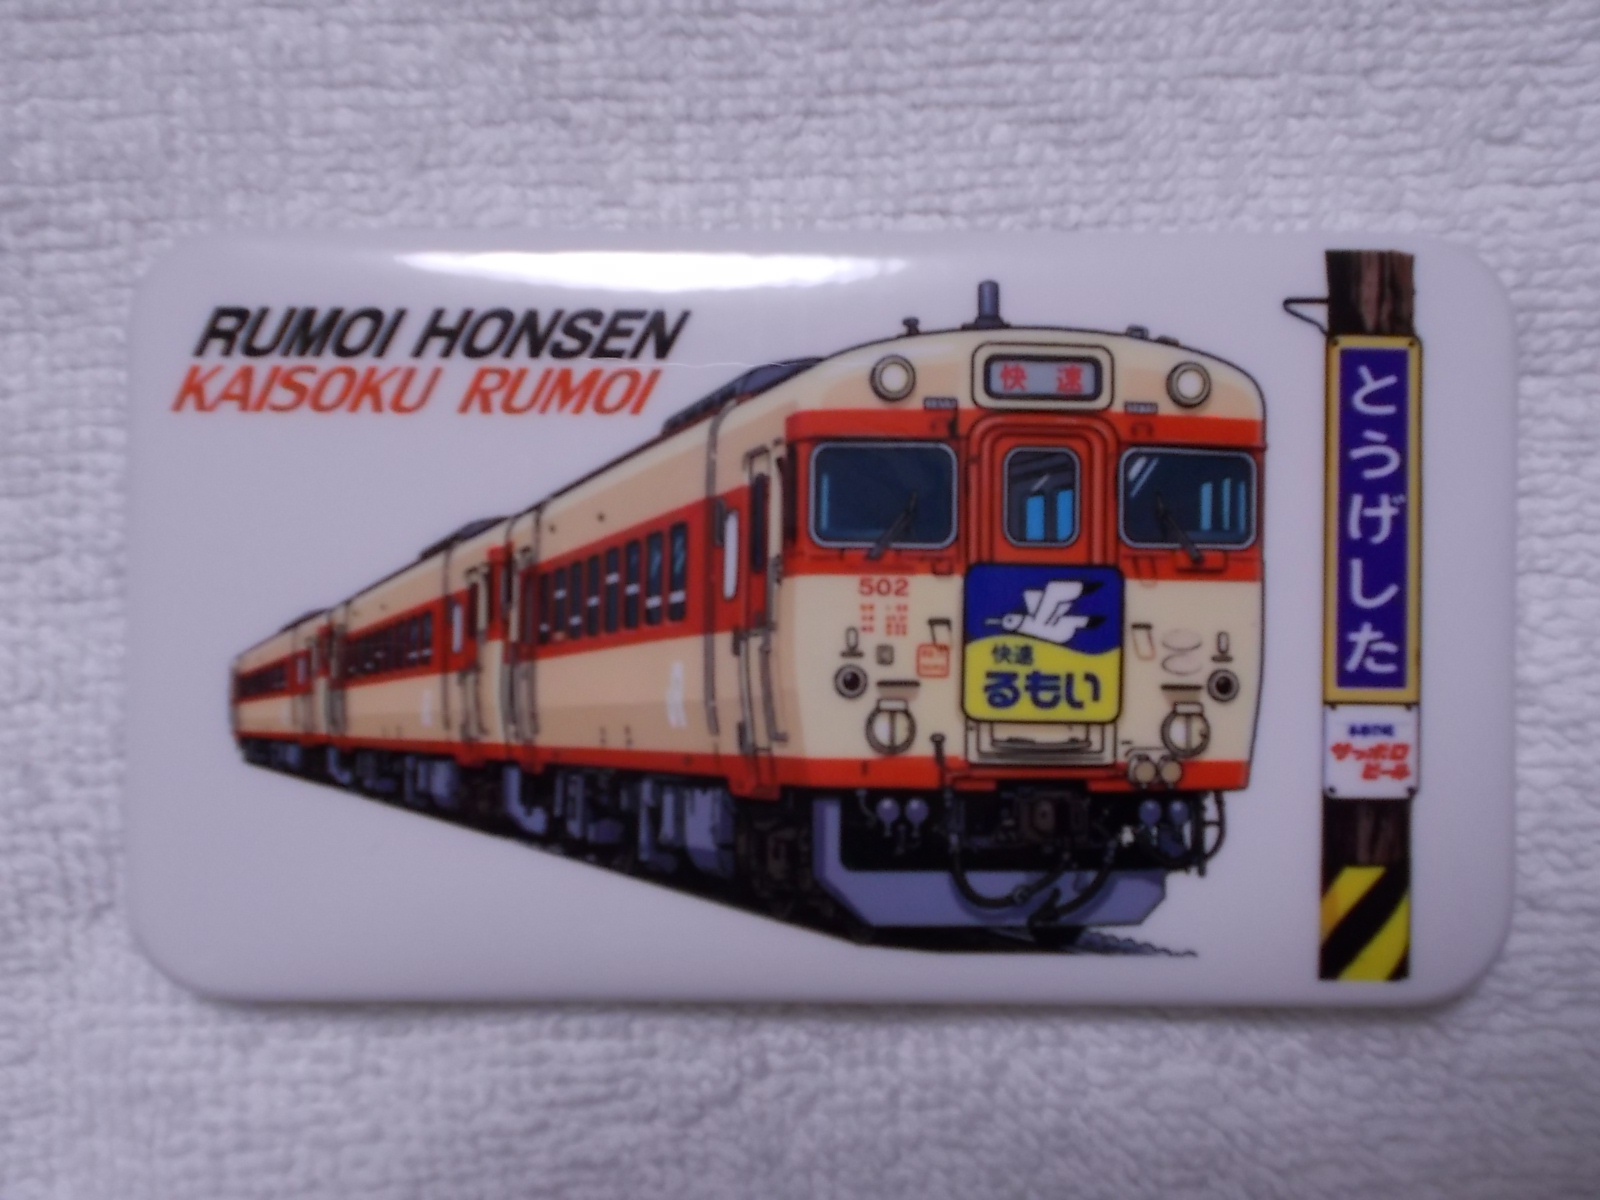 RUMOI HONSEN
KAISOKU RUMOI
快速
502
快速
るもい
とうげした
サッポロ
ビール